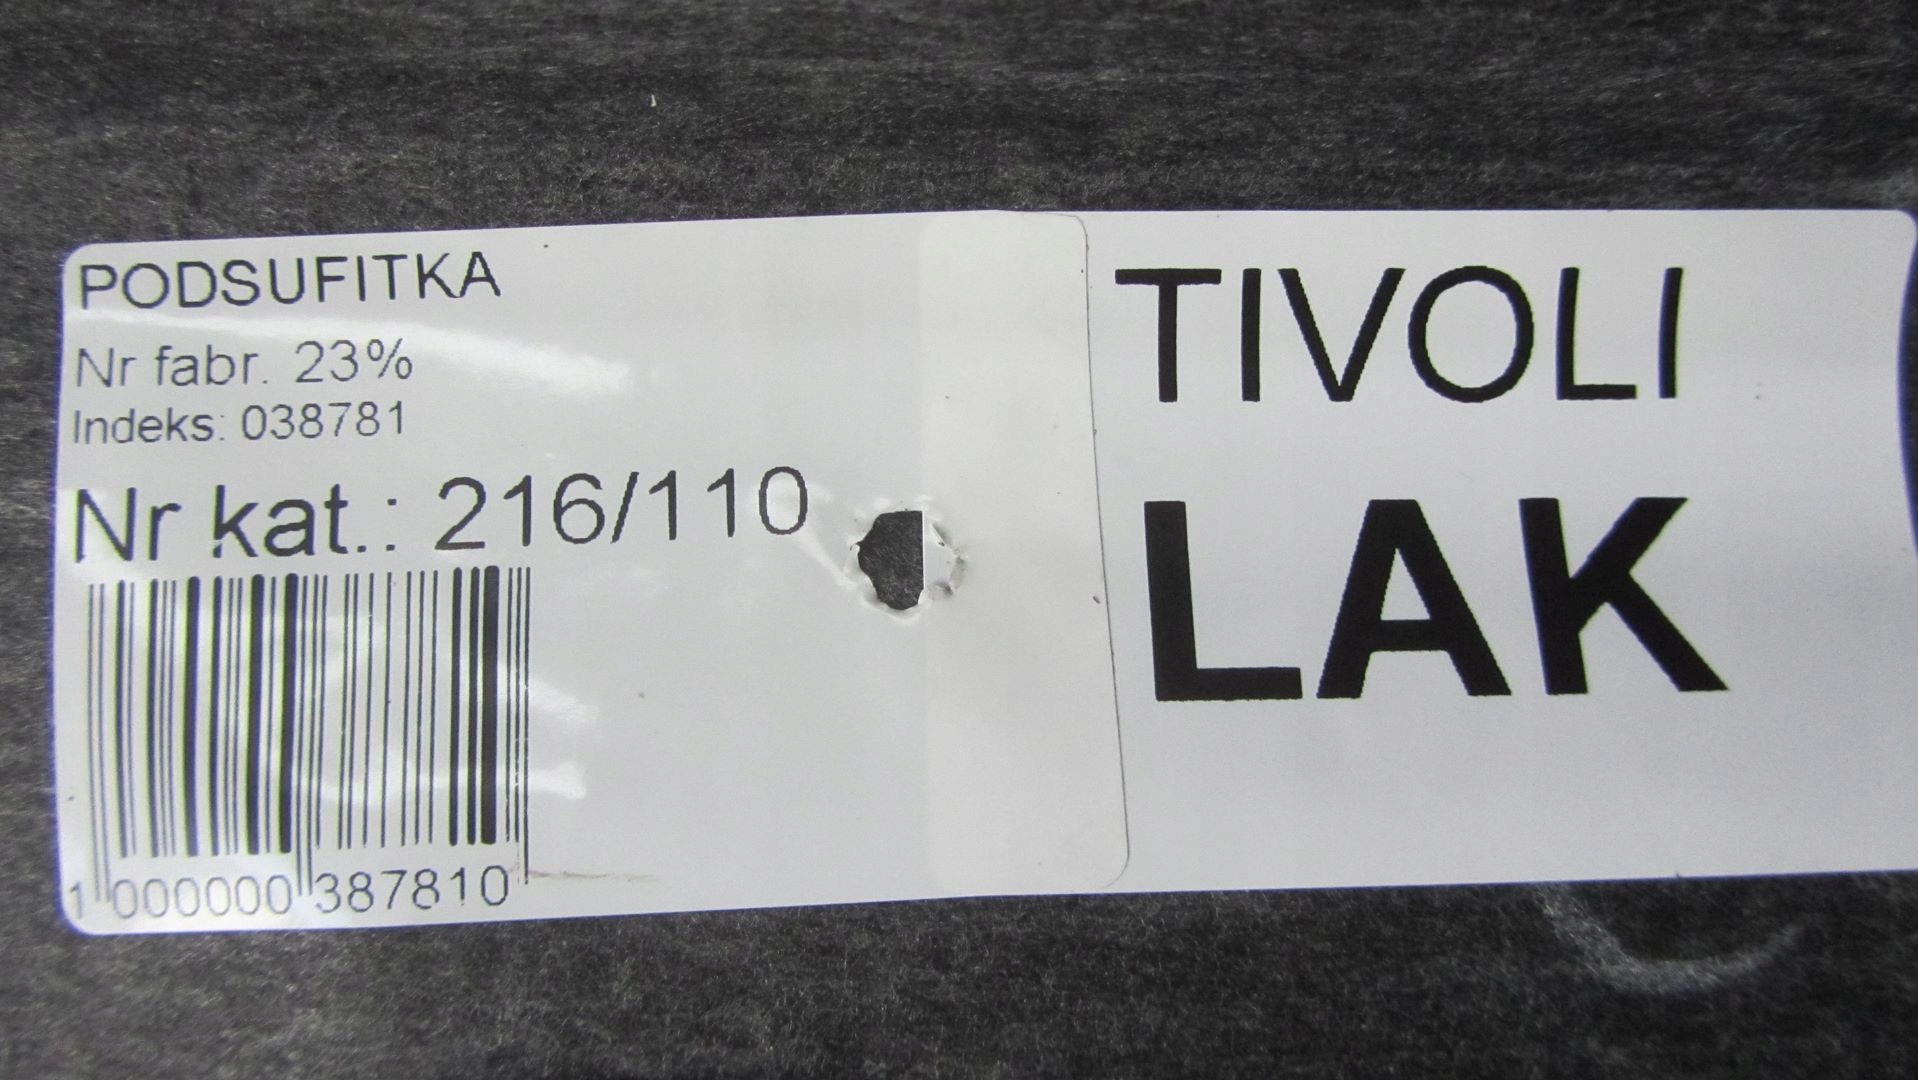 PODSUFITKA
Nr fabr. 23%
Indeks: 038781
Nr kat.: 216/110
1 000000 387810
TIVOLI
LAK